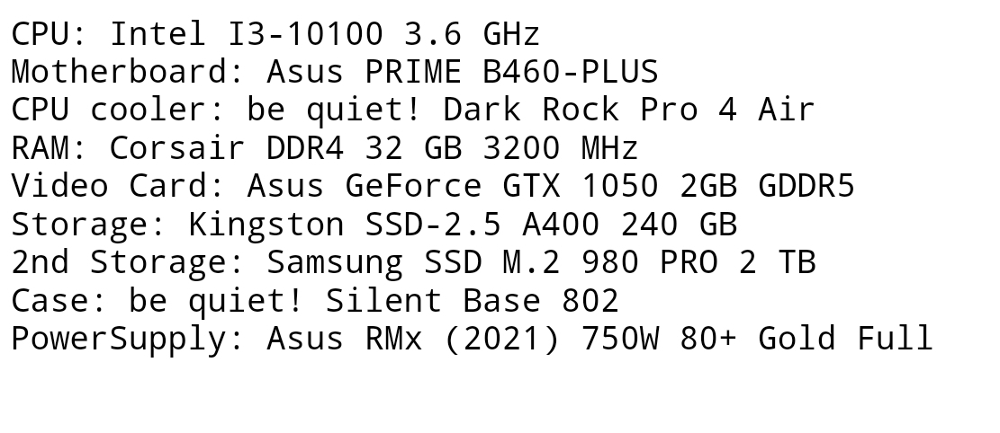 CPU: Intel I3-10100 3.6 GHz
Motherboard: Asus PRIME B460-PLUS
CPU cooler: be quiet! Dark Rock Pro 4 Air
RAM: Corsair DDR4 32 GB 3200 MHz
Video Card: Asus GeForce GTX 1050 2GB GDDR5
Storage: Kingston SSD-2.5 A400 240 GB
2nd Storage: Samsung SSD M.2 980 PRO 2 TB
Case: be quiet! Silent Base 802
PowerSupply: Asus RMx (2021) 750W 80+ Gold Full